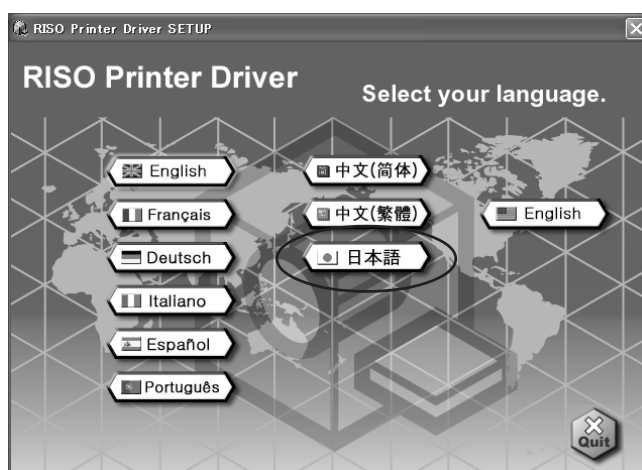 RISO Printer Driver SETUP
RISO Printer Driver
Select your language.
English
Français
Deutsch
Italiano
Español
Português
中文(简体)
中文(繁體)
日本語
English
Quit